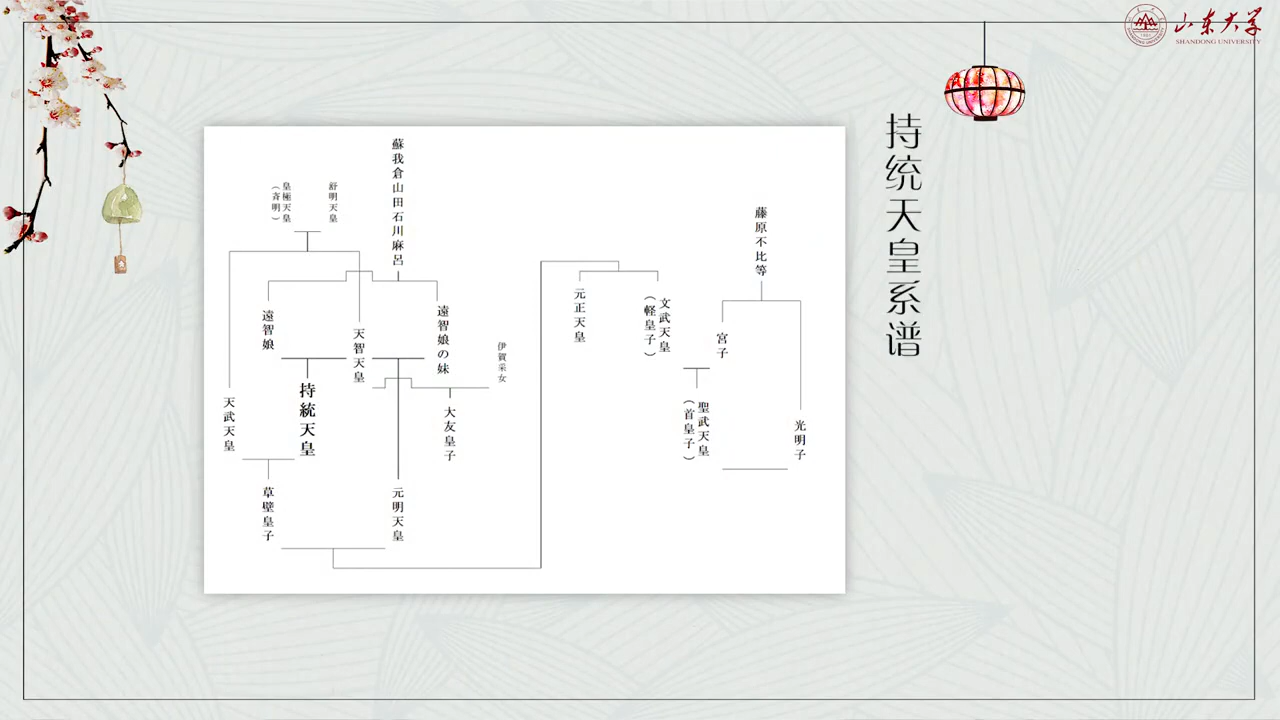 山东大学
SHANDONG UNIVERSITY
持统天皇系谱
蘇我倉山田石川麻呂
舒明天皇
皇極天皇
（斉明）
藤原不比等
元正天皇
文武天皇
（軽皇子）
遠智娘
天智天皇
遠智娘の妹
伊賀采女
宮子
持統天皇
天武天皇
大友皇子
聖武天皇
（首皇子）
光明子
草壁皇子
元明天皇